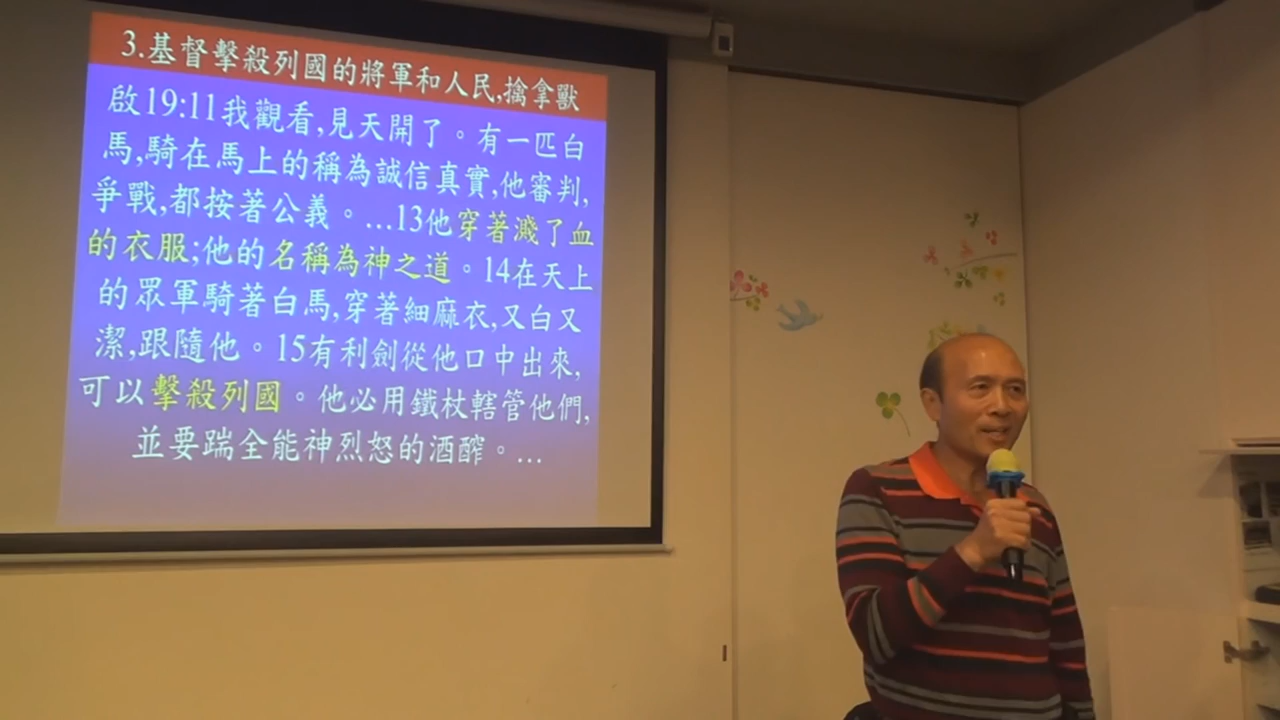 3.基督擊殺列國的將軍和人民,擒拿獸
啟19:11我觀看,見天開了。有一匹白
馬,騎在馬上的稱為誠信真實,他審判,
爭戰,都按著公義。…13他穿著濺了血
的衣服;他的名稱為神之道。14在天上
的眾軍騎著白馬,穿著細麻衣,又白又
潔,跟隨他。15有利劍從他口中出來,
可以擊殺列國。他必用鐵杖轄管他們,
並要踹全能神烈怒的酒醡。…